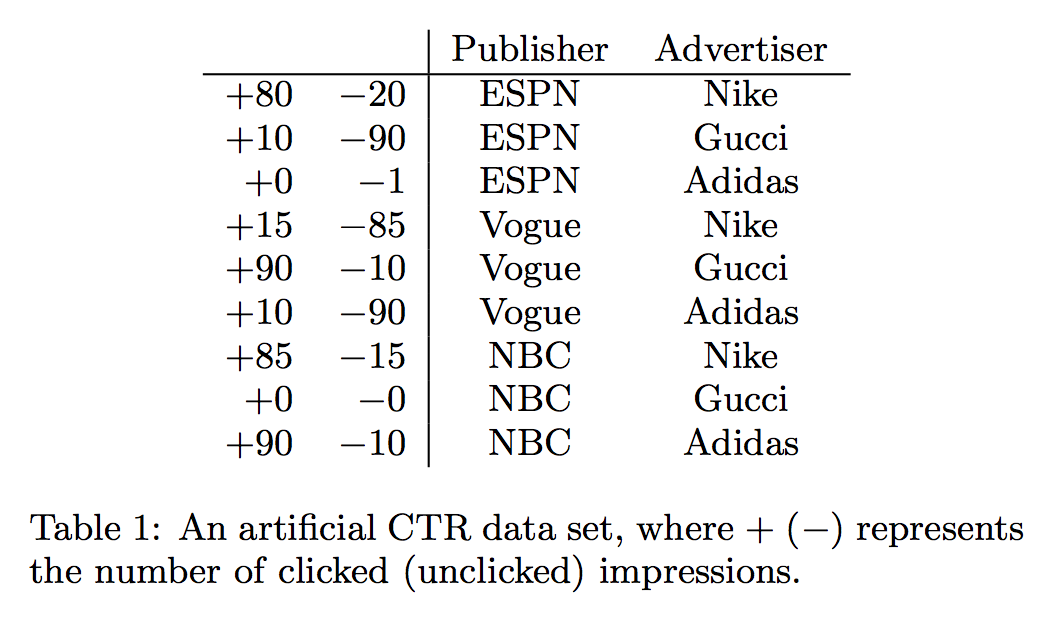 Publisher Advertiser
+80 −20 ESPN Nike
+10 −90 ESPN Gucci
+0 −1 ESPN Adidas
+15 −85 Vogue Nike
+90 −10 Vogue Gucci
+10 −90 Vogue Adidas
+85 −15 NBC Nike
+0 −0 NBC Gucci
+90 −10 NBC Adidas
Table 1: An artificial CTR data set, where + (−) represents
the number of clicked (unclicked) impressions.